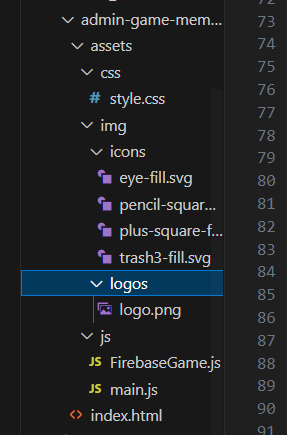 admin-game-mem...
assets
css
# style.css
img
icons
eye-fill.svg
pencil-squar...
plus-square-f...
trash3-fill.svg
logos
logo.png
js
JS FirebaseGame.js
JS main.js
<> index.html
73
74
75
76
77
78
79
80
81
82
83
84
85
86
87
88
89
90